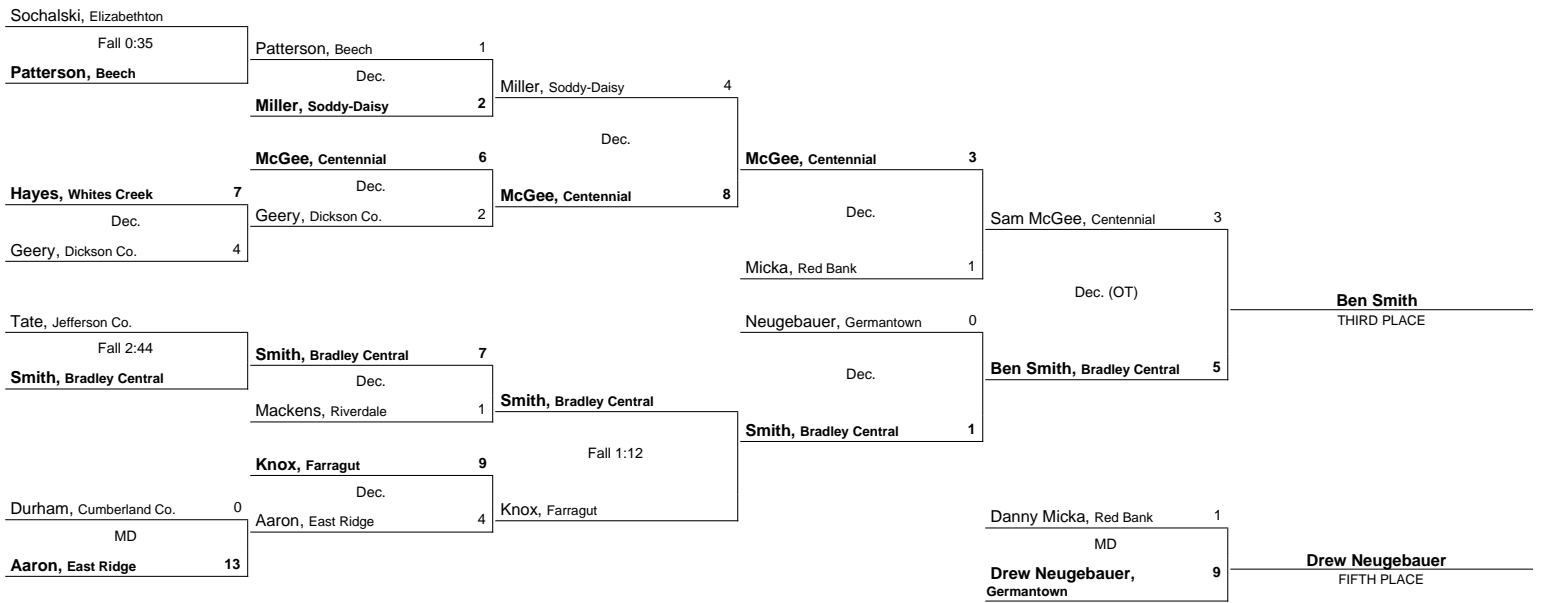 Sochalski, Elizabethton
Fall 0:35
Patterson, Beech
Hayes, Whites Creek 7
Dec.
Geery, Dickson Co. 4
Tate, Jefferson Co.
Fall 2:44
Smith, Bradley Central
Durham, Cumberland Co. 0
MD
Aaron, East Ridge 13
Patterson, Beech 1
Dec.
Miller, Soddy-Daisy 2
McGee, Centennial 6
Dec.
Geery, Dickson Co. 2
Smith, Bradley Central 7
Dec.
Mackens, Riverdale 1
Knox, Farragut 9
Dec.
Aaron, East Ridge 4
Miller, Soddy-Daisy 4
Dec.
McGee, Centennial 8
Smith, Bradley Central
Fall 1:12
Knox, Farragut
McGee, Centennial 3
Dec.
Micka, Red Bank 1
Neugebauer, Germantown 0
Dec.
Smith, Bradley Central 1
Sam McGee, Centennial 3
Dec. (OT)
Ben Smith, Bradley Central 5
Ben Smith
THIRD PLACE
Danny Micka, Red Bank 1
MD
Drew Neugebauer, 9
Germantown
Drew Neugebauer
FIFTH PLACE